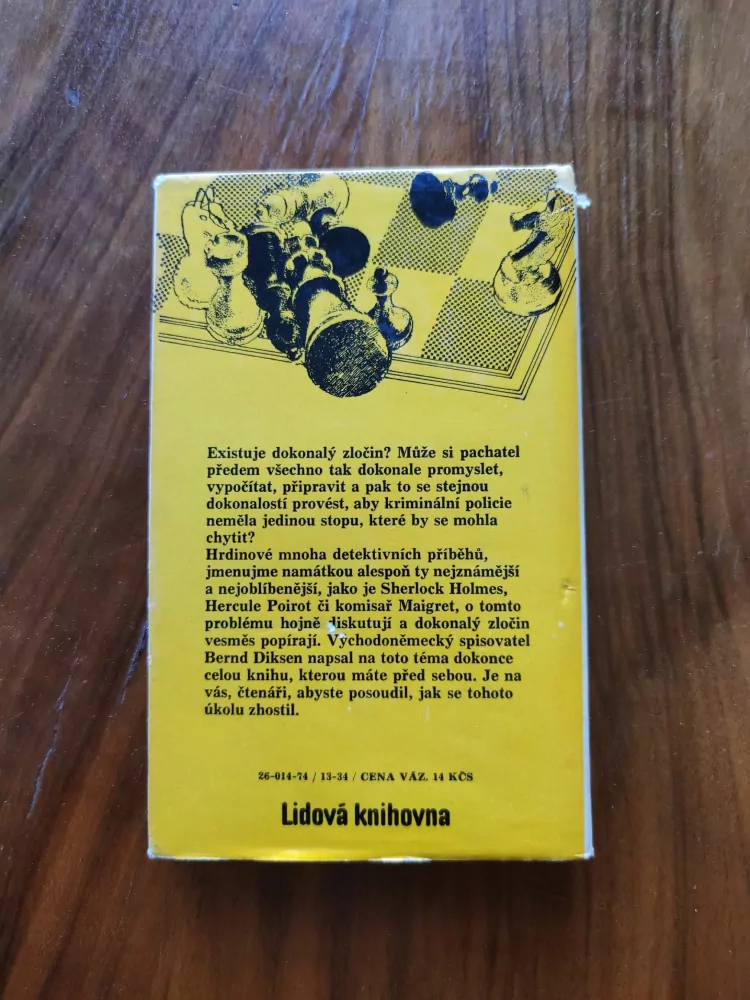 Existuje dokonalý zločin? Může si pachatel
předem všechno tak dokonale promyslet,
vypočítat, připravit a pak to se stejnou
dokonalostí provést, aby kriminální policie
neměla jedinou stopu, které by se mohla
chytit?
Hrdinové mnoha detektivních příběhů,
jmenujme namátkou alespoň ty nejznámější
a nejoblíbenější, jako je Sherlock Holmes,
Hercule Poirot či komisař Maigret, o tomto
problému hojně diskutují a dokonalý zločin
vesměs popírají. Východoněmecký spisovatel
Bernd Diksen napsal na toto téma dokonce
celou knihu, kterou máte před sebou. Je na
vás, čtenáři, abyste posoudil, jak se tohoto
úkolu zhostil.
26-014-74 / 13-34 / CENA VÁZ. 14 KČS
Lidová knihovna